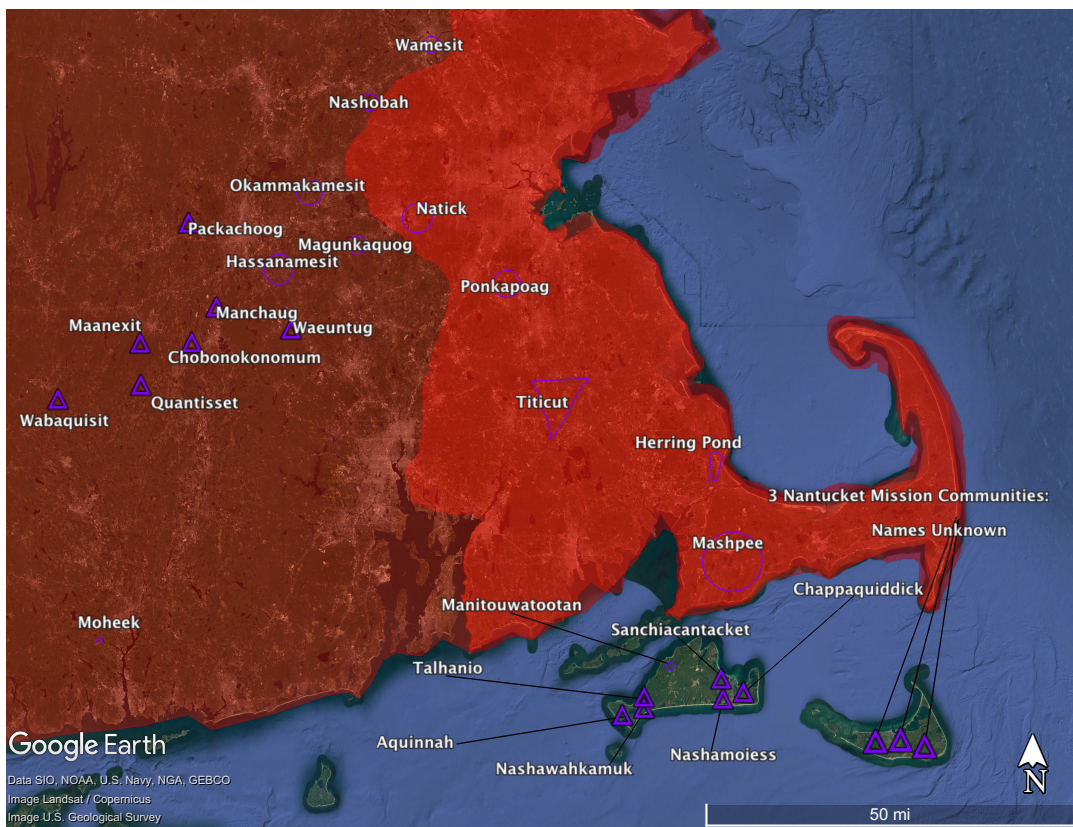 Wamesit
Nashobah
Okammakamesit
Natick
Packachoog
Magunkaquog
Hassanamesit
Ponkapoag
Manchaug
Maanexit
Waeuntug
Chobonokonomum
Quantisset
Titicut
Wabaquisit
Herring Pond
3 Nantucket Mission Communities:
Names Unknown
Mashpee
Chappaquiddick
Manitouwatootan
Moheek
Sanchiacantacket
Talhanio
Aquinnah
Nashamoiess
Nashawahkamuk
Google Earth
Data SIO, NOAA, U.S. Navy, NGA, GEBCO
Image Landsat / Copernicus
Image U.S. Geological Survey
N
50 mi